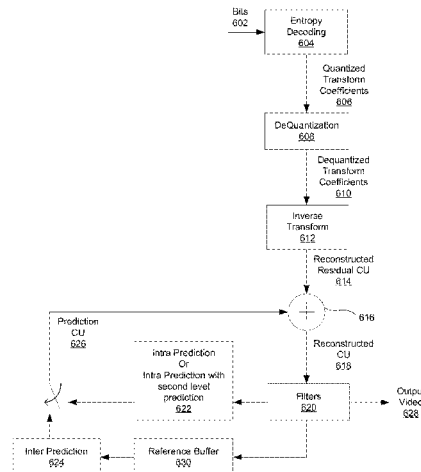 Bits
602
Entropy
Decoding
604
Quantized
Transform
Coefficients
606
DeQuantization
608
Dequantized
Transform
Coefficients
610
Inverse
Transform
612
Reconstructed
Residual CU
614
616
Prediction
CU
626
Reconstructed
CU
618
Intra Prediction
Or
Intra Prediction with
second level
prediction
622
Filters
620
Output
Video
628
Inter Prediction
624
Reference Buffer
630